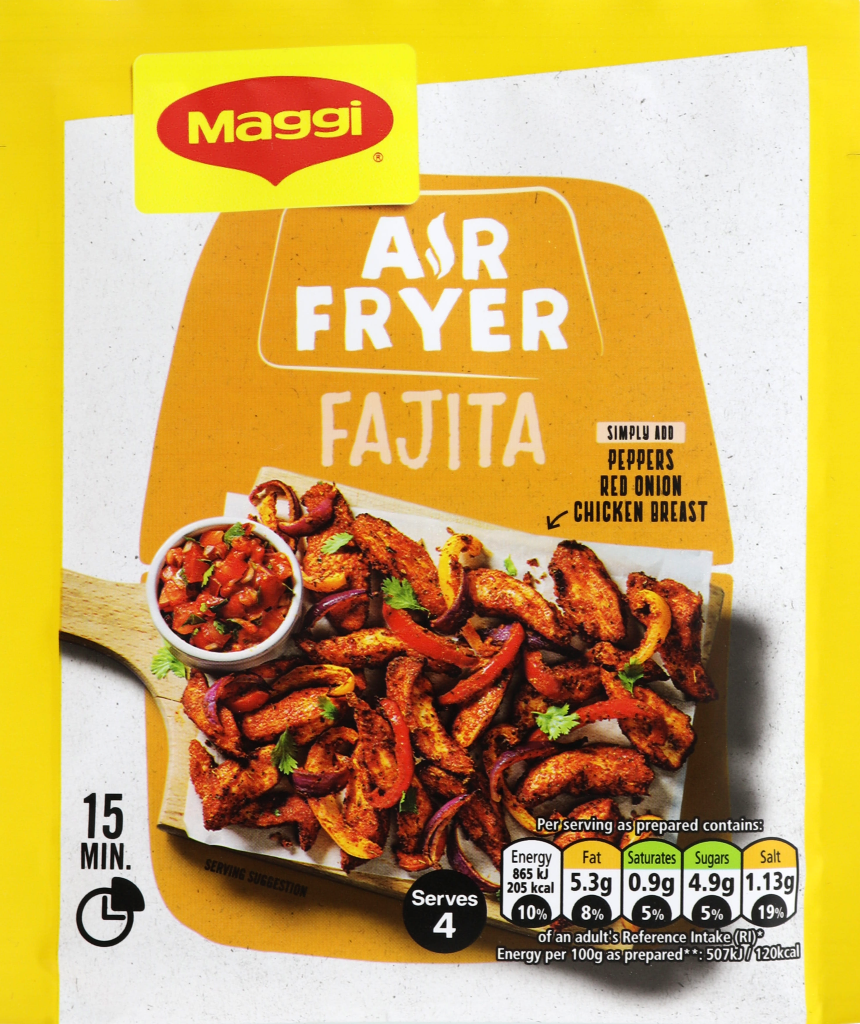 Maggi
®
AIR
FRYER
FAJITA
SIMPLY ADD
PEPPERS
RED ONION
CHICKEN BREAST
15
MIN.
SERVING SUGGESTION
Serves
4
Per serving as prepared contains:
Energy
865 kJ
205 kcal
10%
Fat
5.3g
8%
Saturates
0.9g
5%
Sugars
4.9g
5%
Salt
1.13g
19%
of an adult's Reference Intake (RI)*
Energy per 100g as prepared**: 507kJ / 120kcal